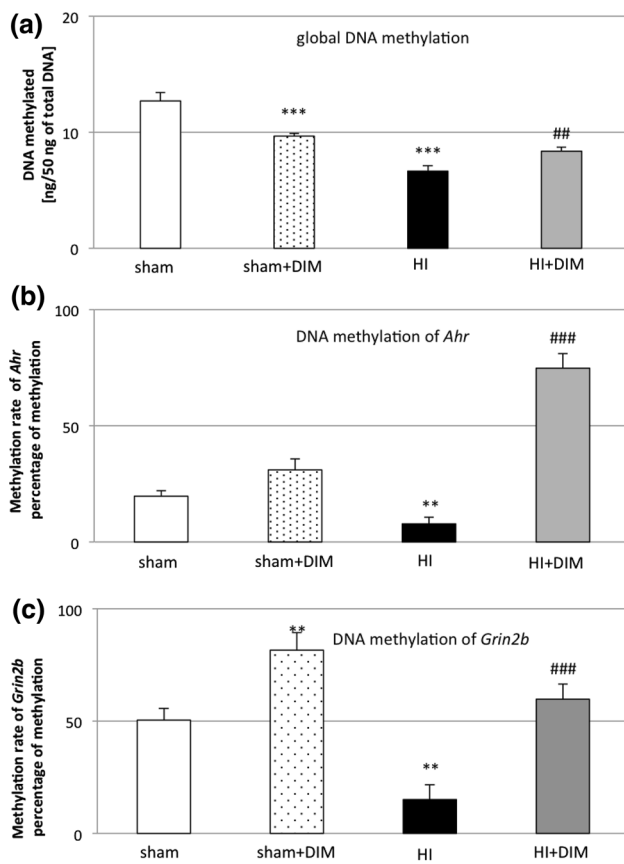 (a)
20
global DNA methylation
DNA methylated
[ng/50 ng of total DNA]
***
***
##
10
0
sham
sham+DIM
HI
HI+DIM
(b)
100
DNA methylation of Ahr
###
Methylation rate of Ahr
percentage of methylation
50
**
0
sham
sham+DIM
HI
HI+DIM
(c)
100
**
DNA methylation of Grin2b
###
Methylation rate of Grin2b
percentage of methylation
50
**
0
sham
sham+DIM
HI
HI+DIM